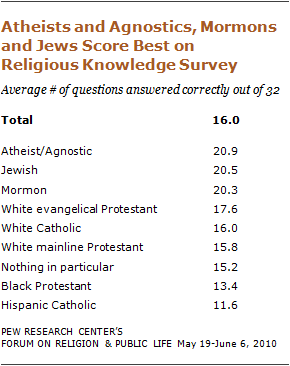 Atheists and Agnostics, Mormons
and Jews Score Best on
Religious Knowledge Survey
Average # of questions answered correctly out of 32
Total 16.0
Atheist/Agnostic 20.9
Jewish 20.5
Mormon 20.3
White evangelical Protestant 17.6
White Catholic 16.0
White mainline Protestant 15.8
Nothing in particular 15.2
Black Protestant 13.4
Hispanic Catholic 11.6
PEW RESEARCH CENTER'S
FORUM ON RELIGION & PUBLIC LIFE May 19-June 6, 2010